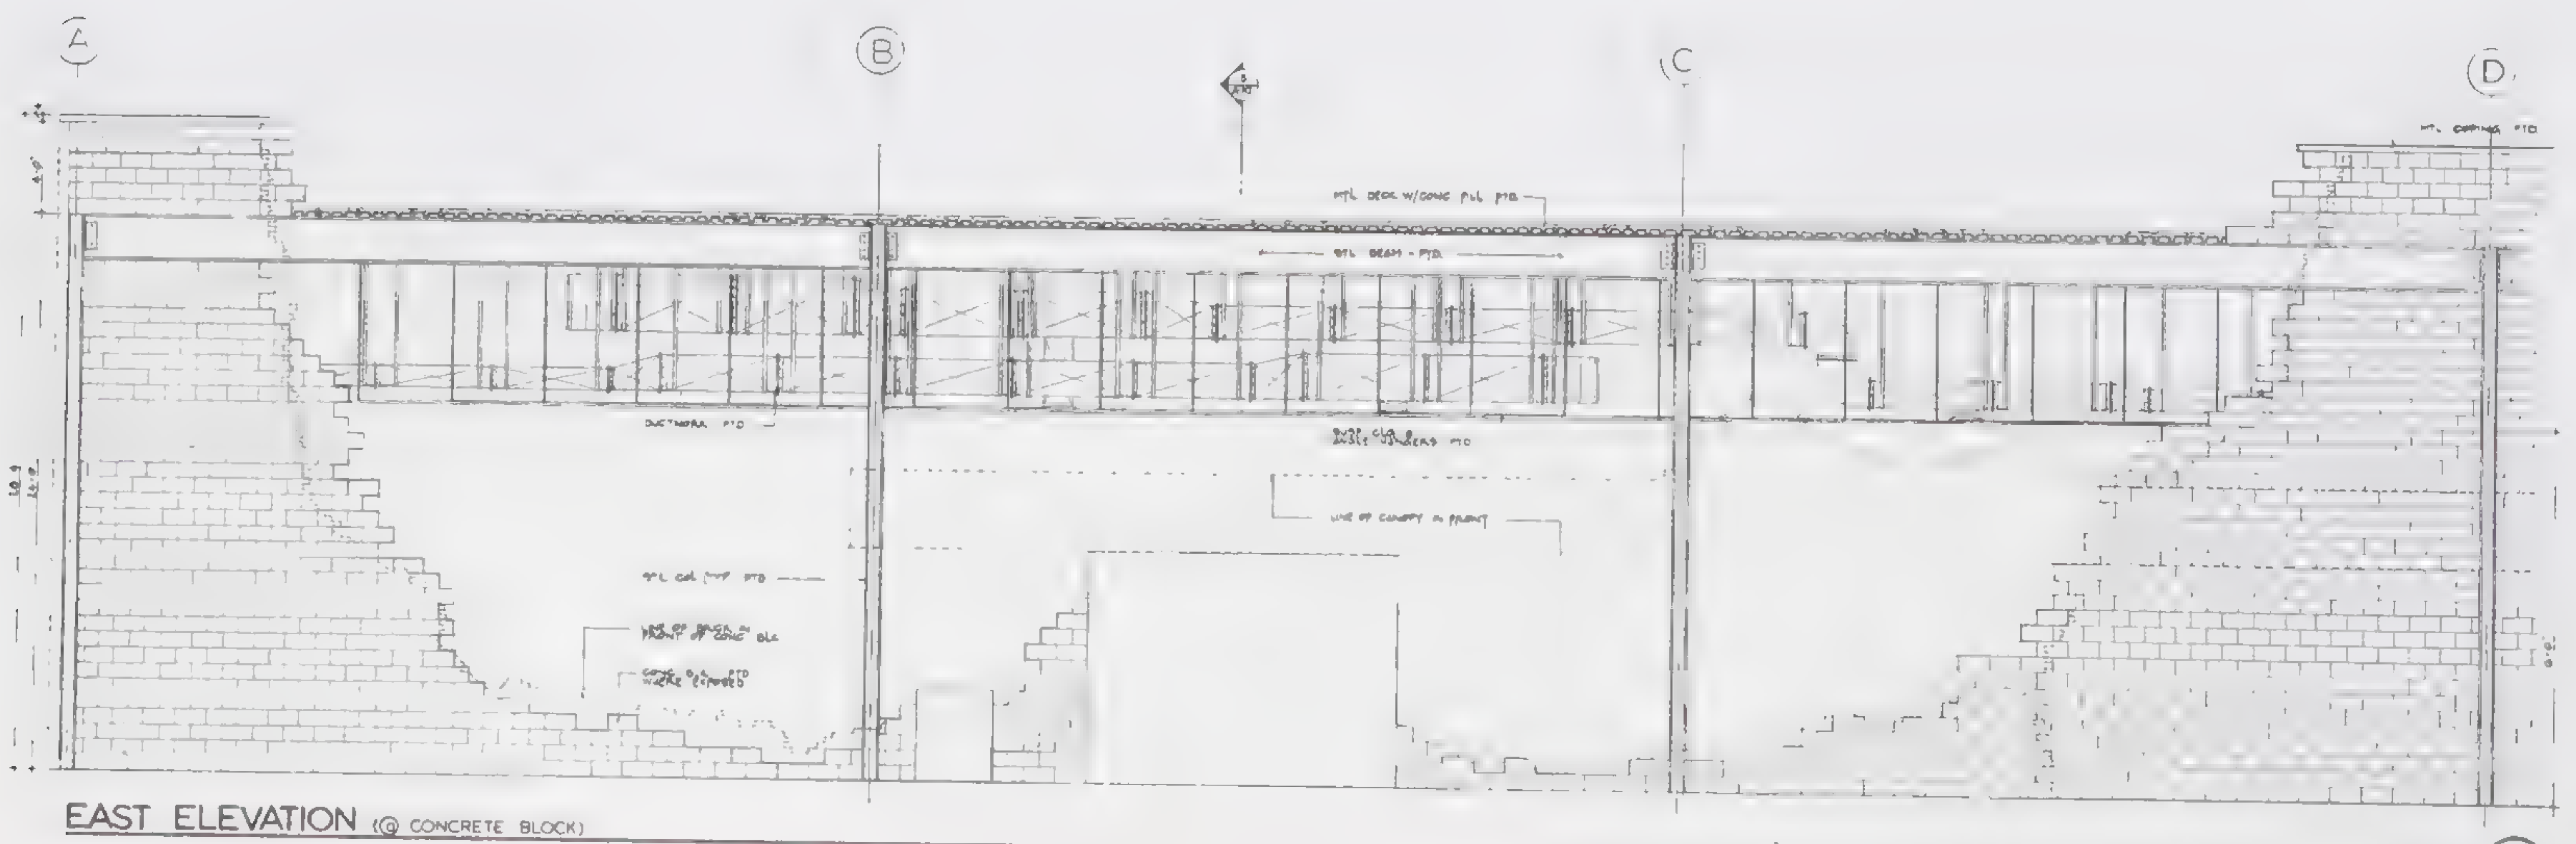 A
B
C
D
MTL COPING PTD.
4'-0"
MTL DECK W/CONC FILL PTD.
STL BEAM - PTD.
DUCTWORK PTD
LINE OF CANOPY IN FRONT
STL COL TYP PTD
LINE OF BRICK IN
FRONT OF CONC BLK
CONC BLK PTD
WHERE EXPOSED
EAST ELEVATION (@ CONCRETE BLOCK)